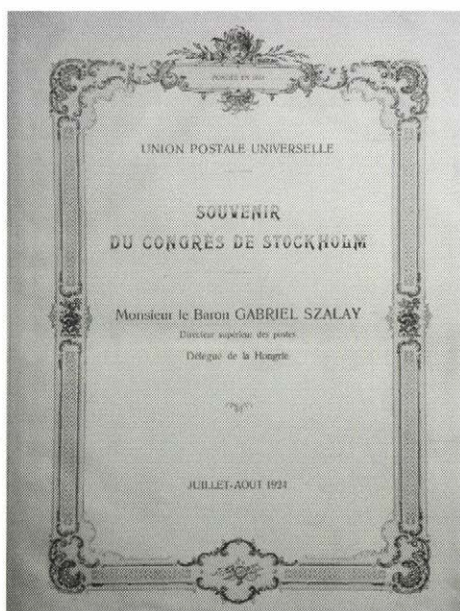 UNION POSTALE UNIVERSELLE
SOUVENIR
DU CONGRÈS DE STOCKHOLM
Monsieur le Baron GABRIEL SZALAY
Directeur supérieur des postes
Délégué de la Hongrie
JUILLET-AOUT 1924